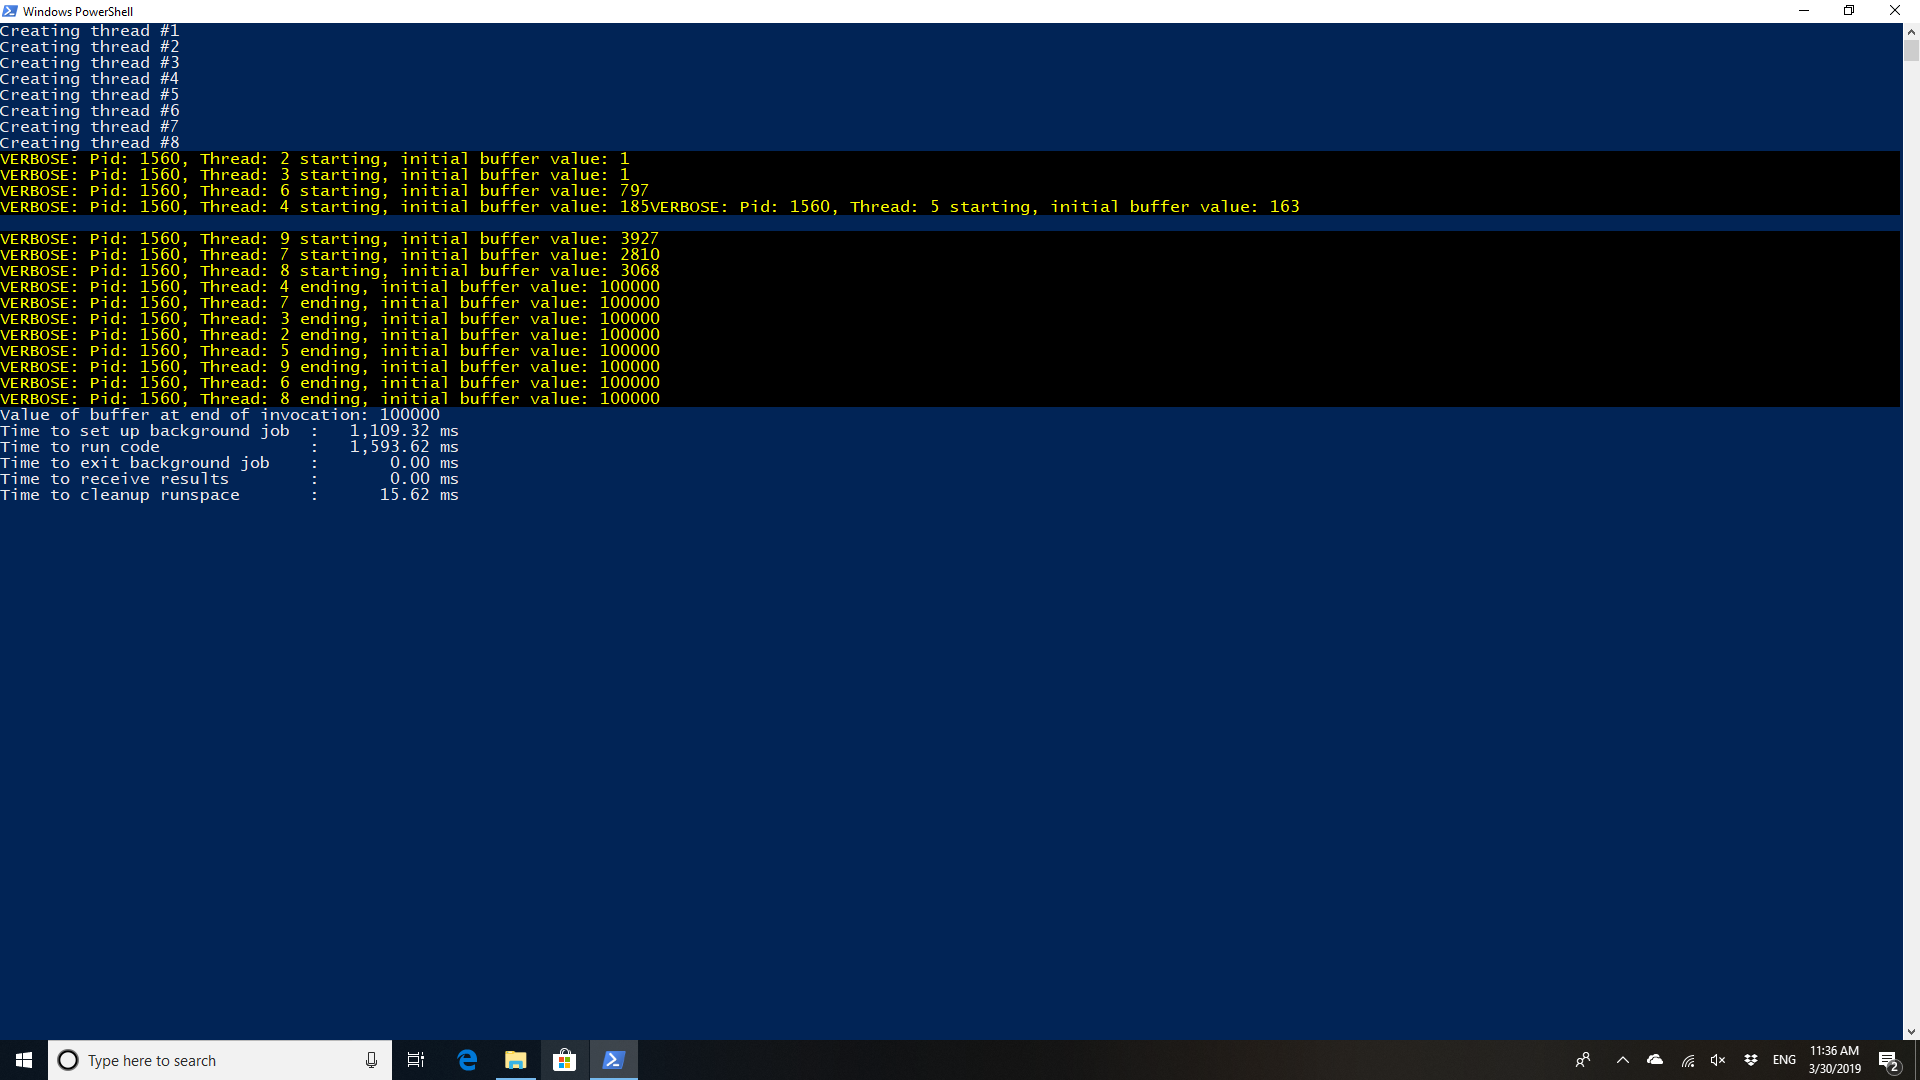 Windows PowerShell
Creating thread #1
Creating thread #2
Creating thread #3
Creating thread #4
Creating thread #5
Creating thread #6
Creating thread #7
Creating thread #8
VERBOSE: Pid: 1560, Thread: 2 starting, initial buffer value: 1
VERBOSE: Pid: 1560, Thread: 3 starting, initial buffer value: 1
VERBOSE: Pid: 1560, Thread: 6 starting, initial buffer value: 797
VERBOSE: Pid: 1560, Thread: 4 starting, initial buffer value: 185VERBOSE: Pid: 1560, Thread: 5 starting, initial buffer value: 163
VERBOSE: Pid: 1560, Thread: 9 starting, initial buffer value: 3927
VERBOSE: Pid: 1560, Thread: 7 starting, initial buffer value: 2810
VERBOSE: Pid: 1560, Thread: 8 starting, initial buffer value: 3068
VERBOSE: Pid: 1560, Thread: 4 ending, initial buffer value: 100000
VERBOSE: Pid: 1560, Thread: 7 ending, initial buffer value: 100000
VERBOSE: Pid: 1560, Thread: 3 ending, initial buffer value: 100000
VERBOSE: Pid: 1560, Thread: 2 ending, initial buffer value: 100000
VERBOSE: Pid: 1560, Thread: 5 ending, initial buffer value: 100000
VERBOSE: Pid: 1560, Thread: 9 ending, initial buffer value: 100000
VERBOSE: Pid: 1560, Thread: 6 ending, initial buffer value: 100000
VERBOSE: Pid: 1560, Thread: 8 ending, initial buffer value: 100000
Value of buffer at end of invocation: 100000
Time to set up background job  :   1,109.32 ms
Time to run code               :   1,593.62 ms
Time to exit background job    :       0.00 ms
Time to receive results        :       0.00 ms
Time to cleanup runspace       :      15.62 ms
Type here to search
ENG
11:36 AM
3/30/2019
2